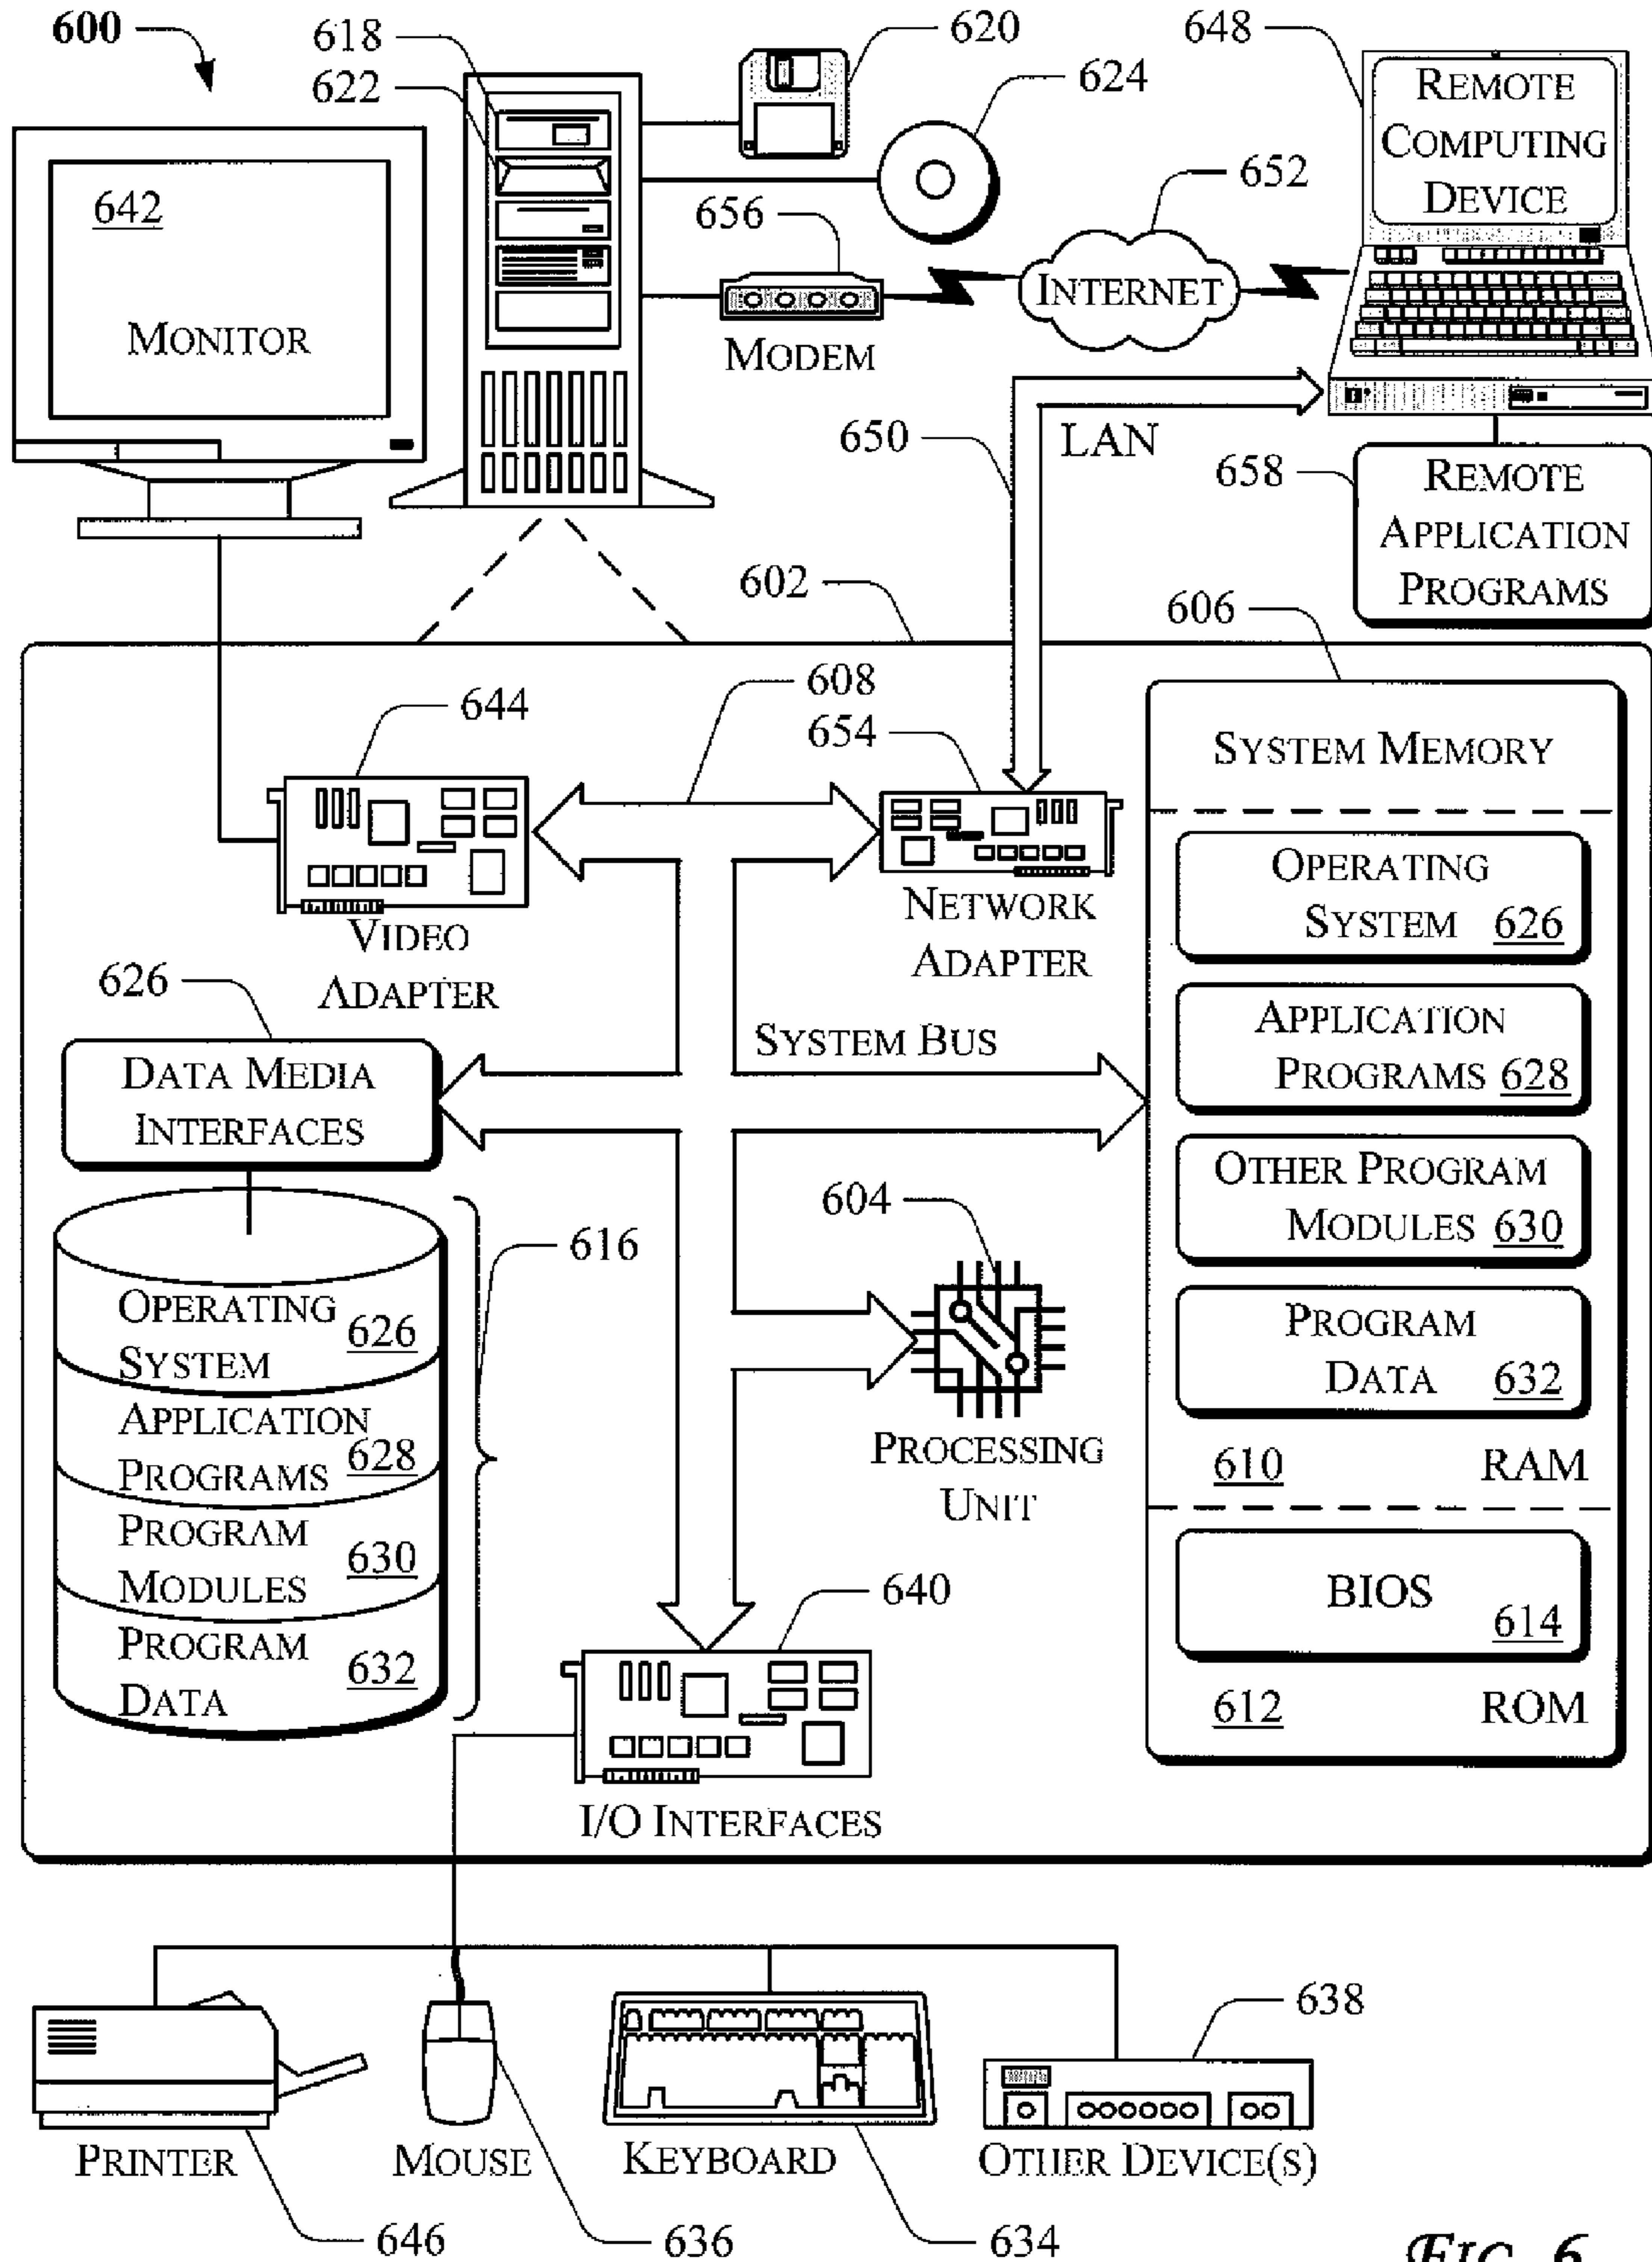 600
618
622
620
624
648
REMOTE
COMPUTING
DEVICE
652
656
642
MONITOR
INTERNET
MODEM
650
LAN
658
REMOTE
APPLICATION
PROGRAMS
602
606
608
644
654
SYSTEM MEMORY
OPERATING
SYSTEM 626
NETWORK
ADAPTER
VIDEO
ADAPTER
626
APPLICATION
PROGRAMS 628
SYSTEM BUS
DATA MEDIA
INTERFACES
OTHER PROGRAM
MODULES 630
604
616
OPERATING
SYSTEM 626
PROGRAM
DATA 632
APPLICATION
PROGRAMS 628
PROCESSING
UNIT
610 RAM
PROGRAM
MODULES 630
640
BIOS
614
PROGRAM
DATA 632
612 ROM
I/O INTERFACES
638
PRINTER
MOUSE
KEYBOARD
OTHER DEVICE(S)
646
636
634
FIG. 6